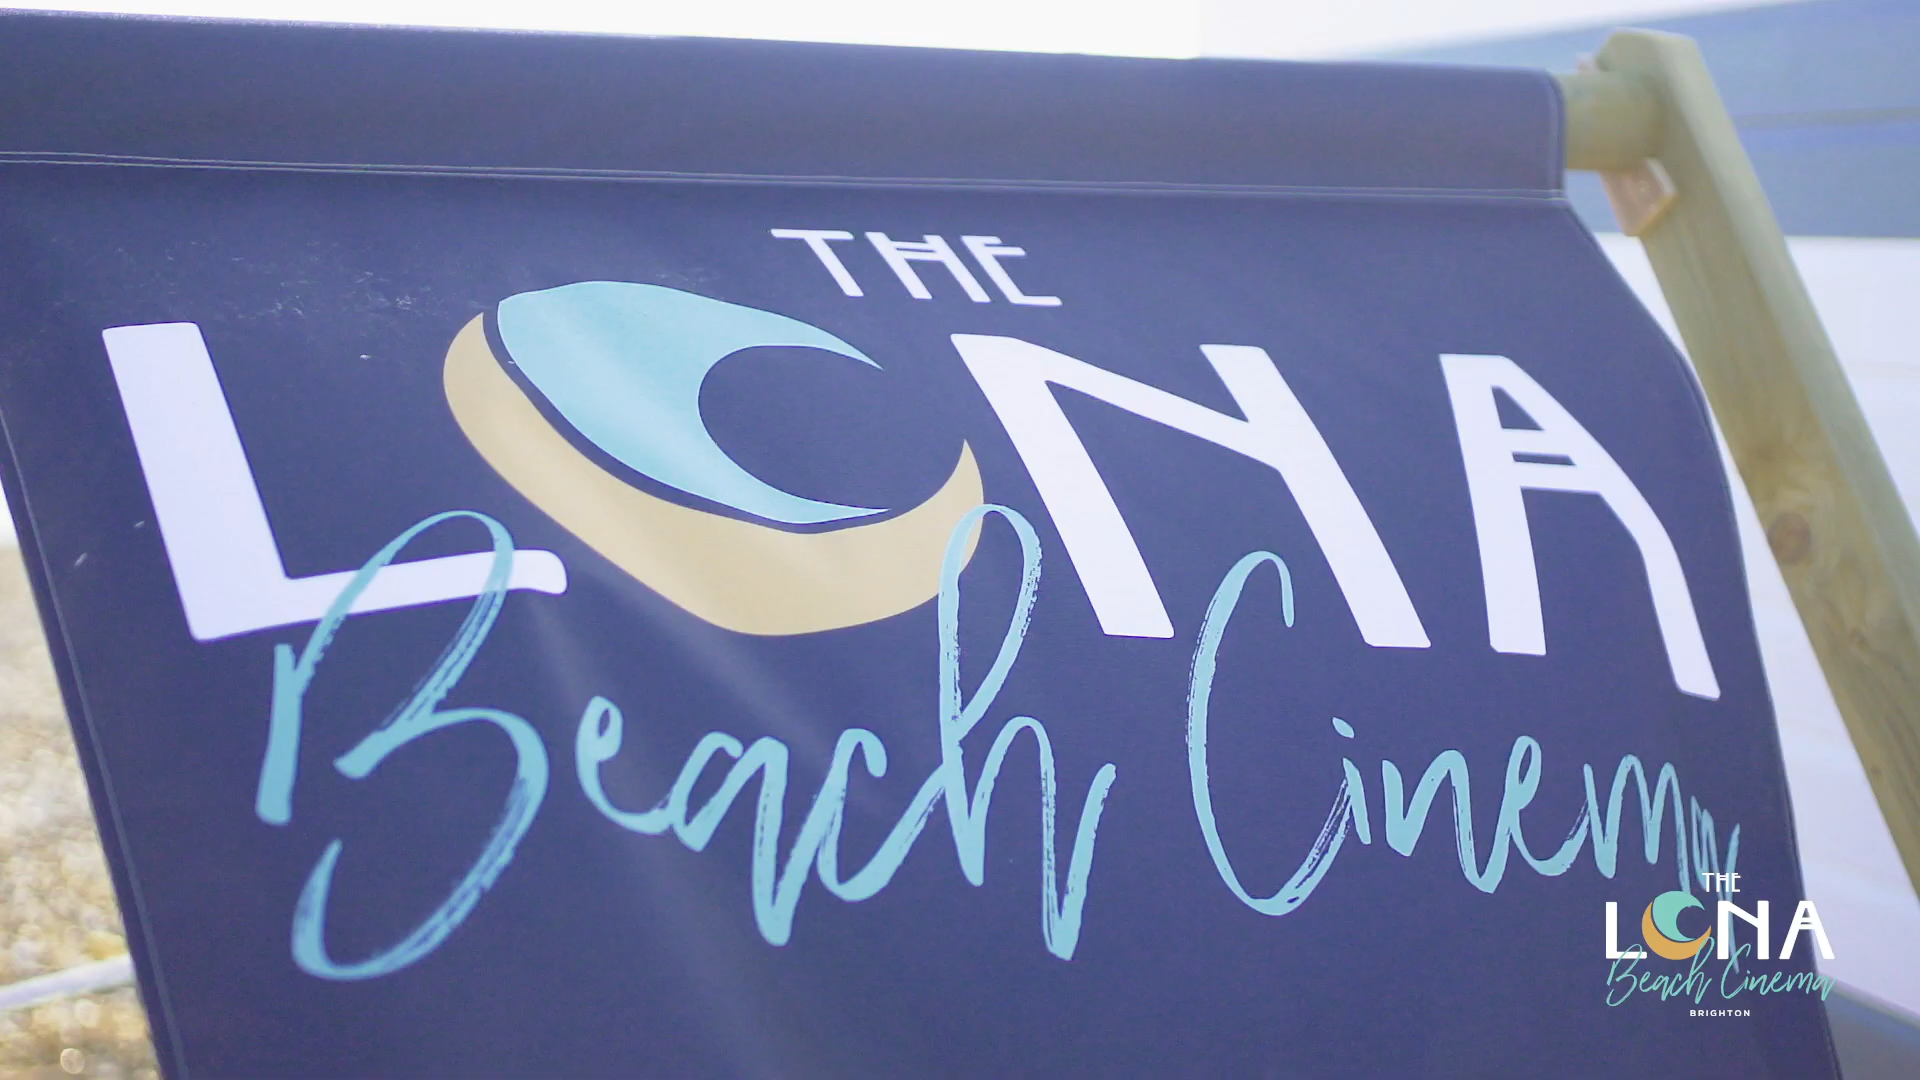 THE
LUNA
Beach Cinema
THE
LUNA
Beach Cinema
BRIGHTON